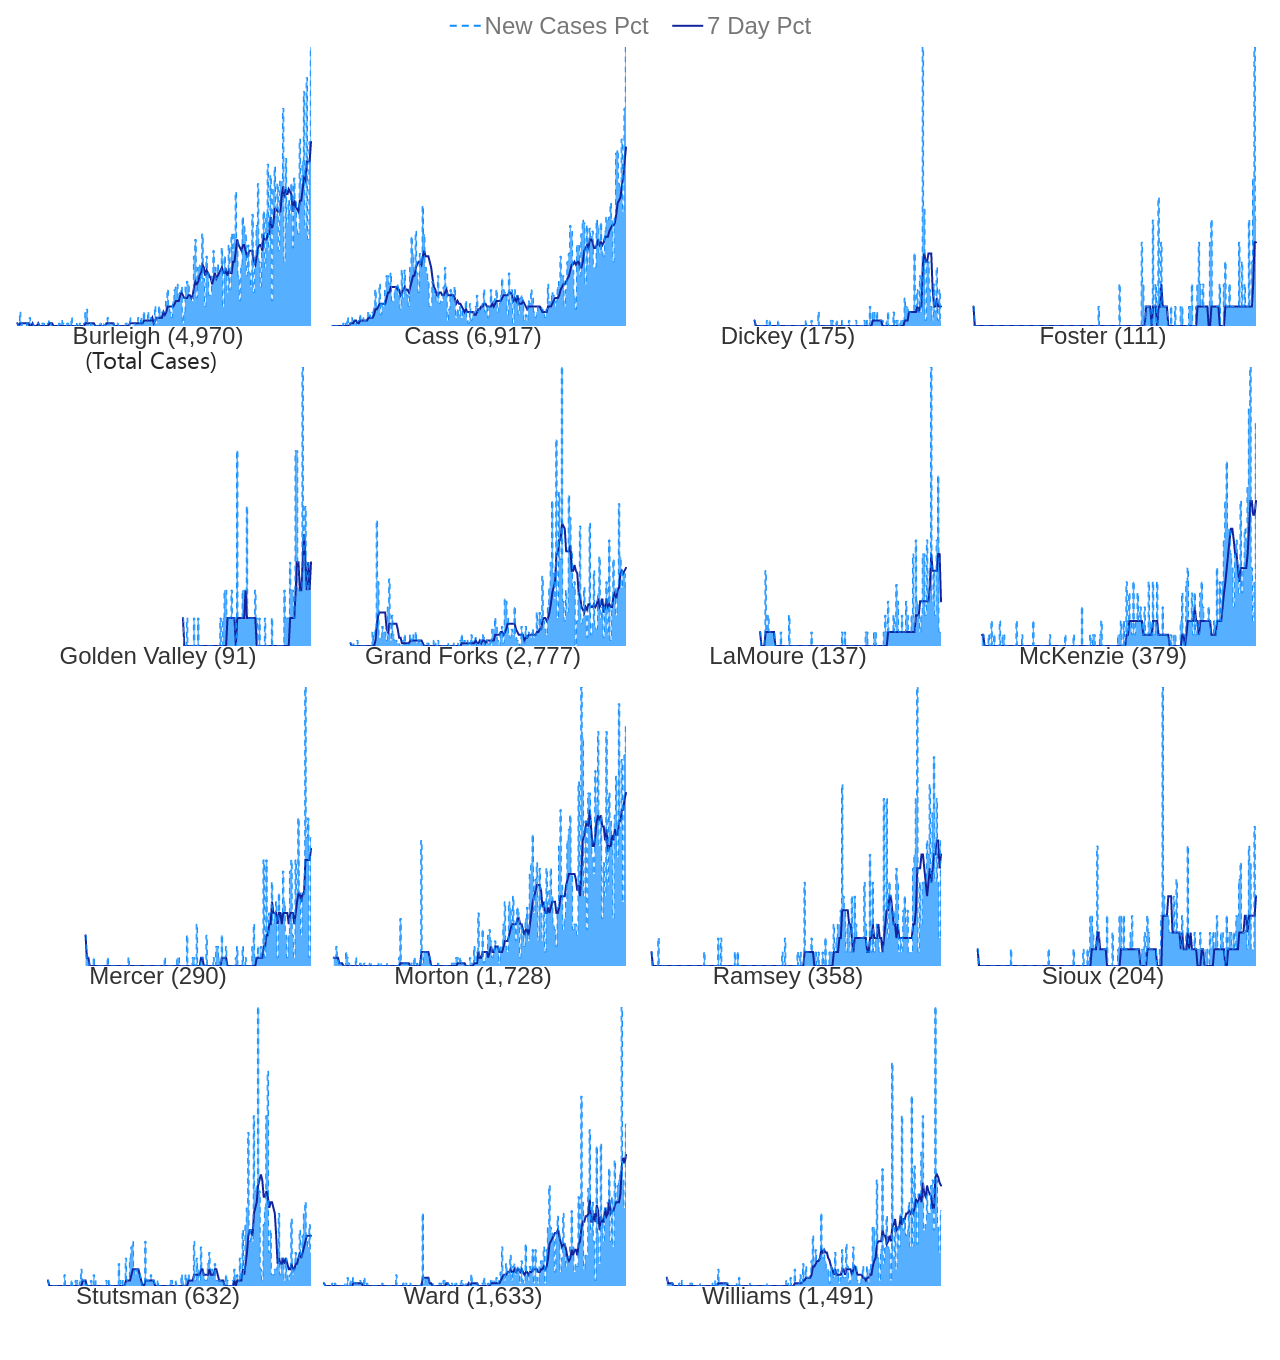 New Cases Pct 7 Day Pct
Burleigh (4,970) Cass (6,917) Dickey (175) Foster (111)
(Total Cases)
Golden Valley (91) Grand Forks (2,777) LaMoure (137) McKenzie (379)
Mercer (290) Morton (1,728) Ramsey (358) Sioux (204)
Stutsman (632) Ward (1,633) Williams (1,491)